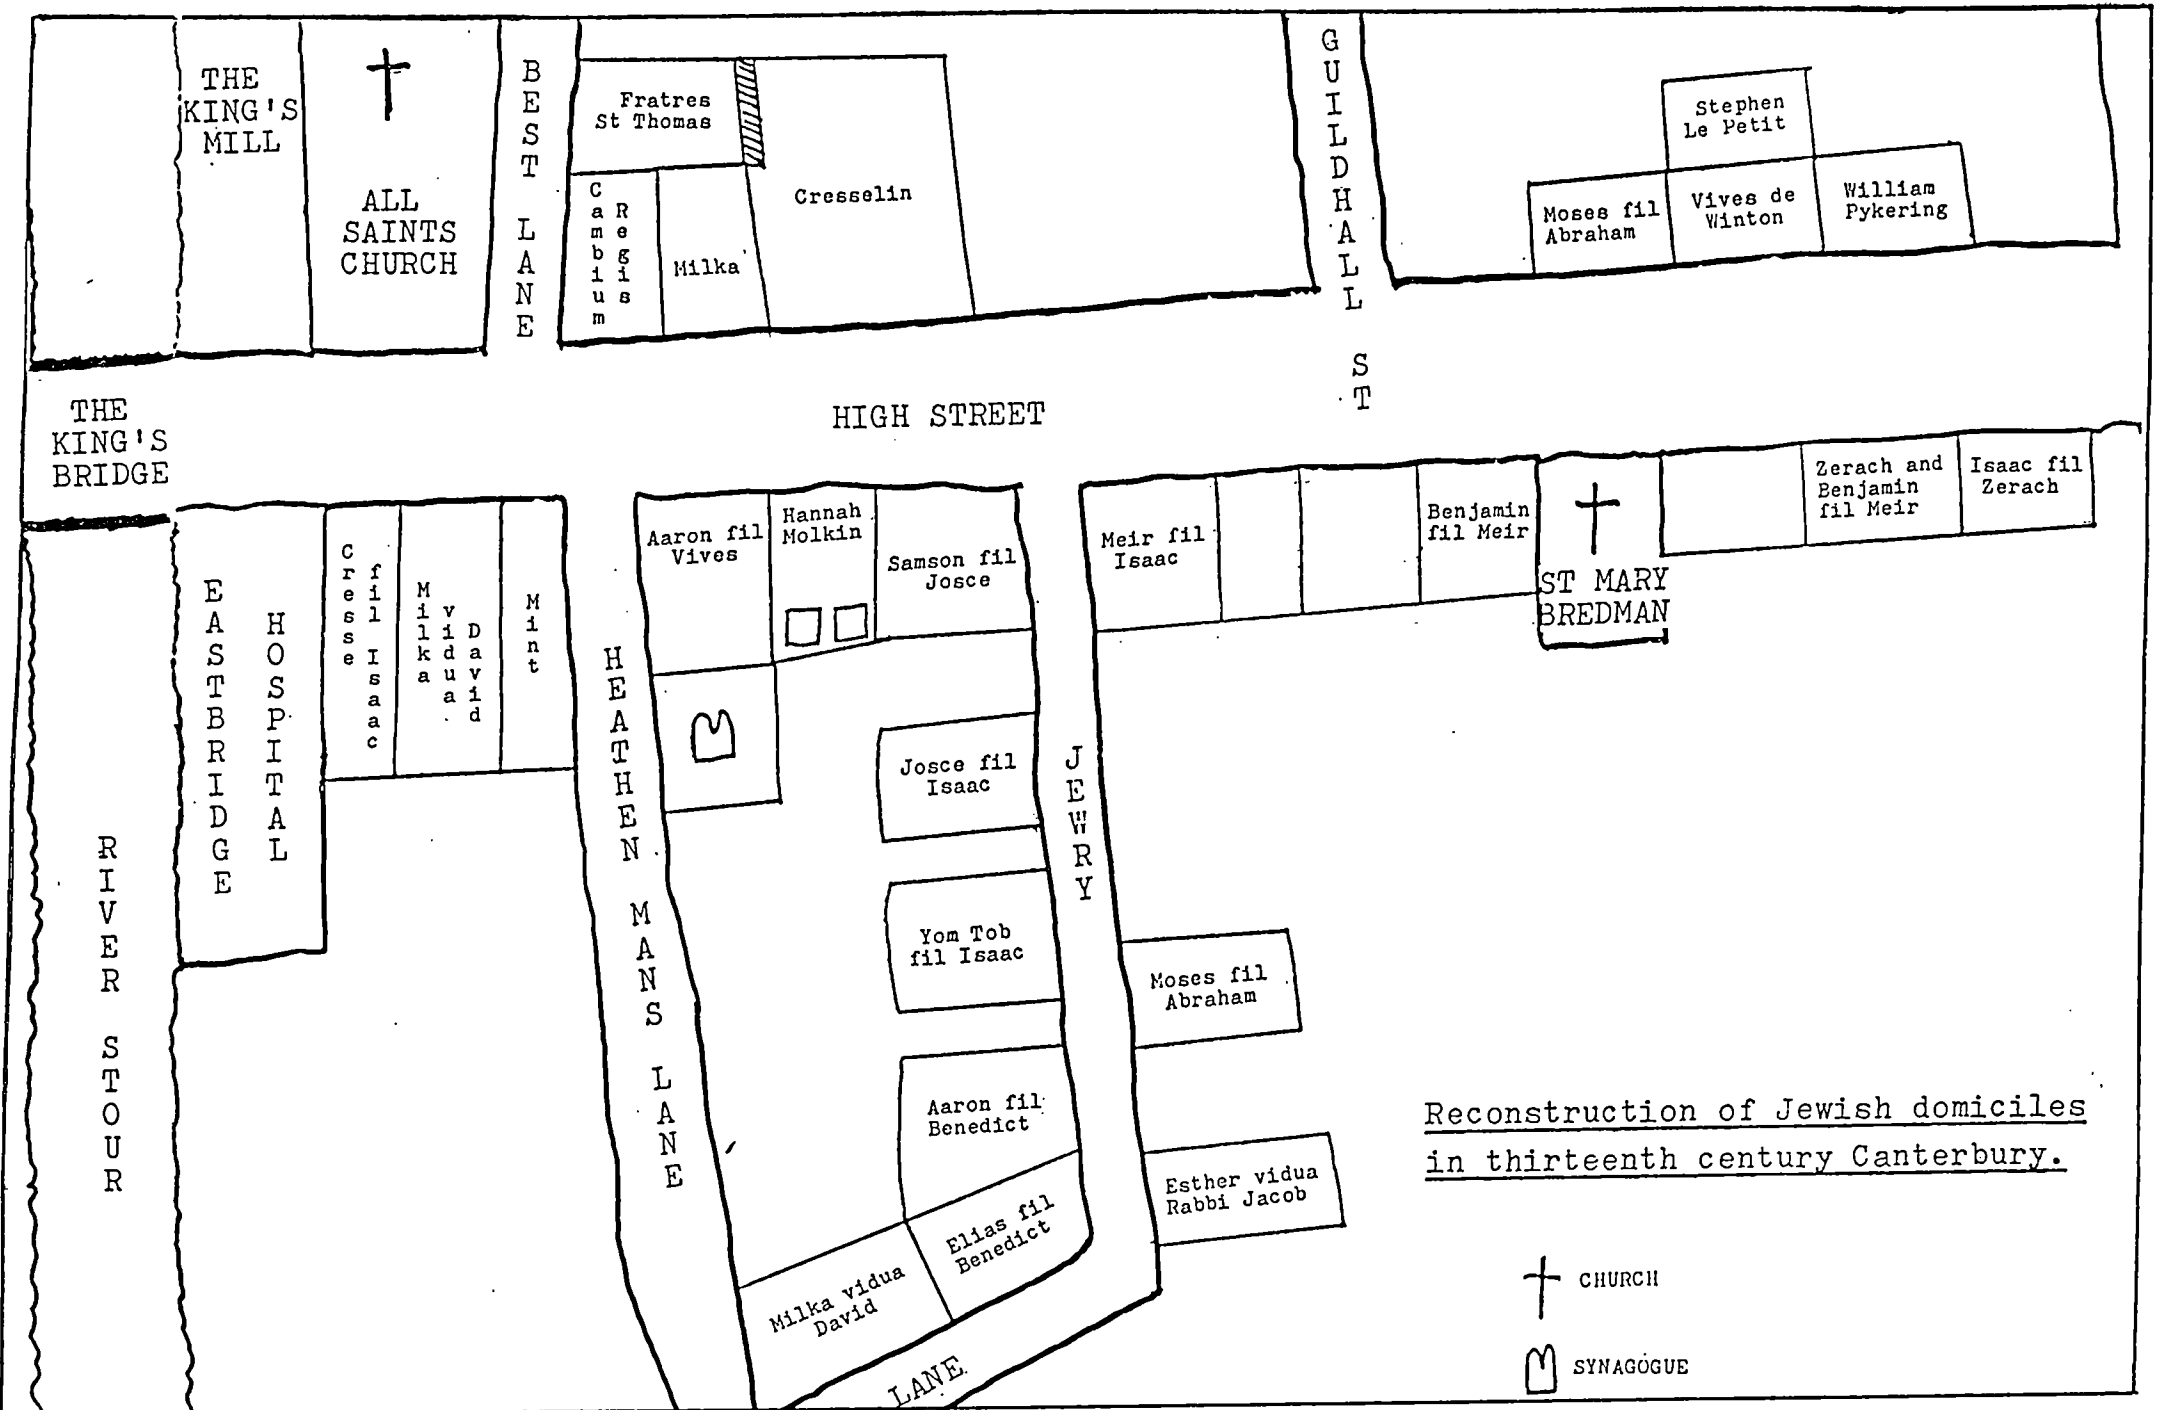 THE
KING'S
MILL
ALL
SAINTS
CHURCH
BEST LANE
Fratres
St Thomas
Cambium
Regis
Milka
Cresselin
GUILDHALL ST
Stephen
Le Petit
Moses fil
Abraham
Vives de
Winton
William
Pykering
THE
KING'S
BRIDGE
HIGH STREET
RIVER STOUR
EASTBRIDGE
HOSPITAL
Cresse
fil Isaac
Milka
vidua
David
Mint
HEATHEN MANS LANE
Aaron fil
Vives
Hannah
Molkin
Samson fil
Josce
Josce fil
Isaac
Yom Tob
fil Isaac
Aaron fil
Benedict
Elias fil
Benedict
Milka vidua
David
JEWRY
LANE
Meir fil
Isaac
Benjamin
fil Meir
ST MARY
BREDMAN
Zerach and
Benjamin
fil Meir
Isaac fil
Zerach
Moses fil
Abraham
Esther vidua
Rabbi Jacob
Reconstruction of Jewish domiciles
in thirteenth century Canterbury.
CHURCH
SYNAGOGUE